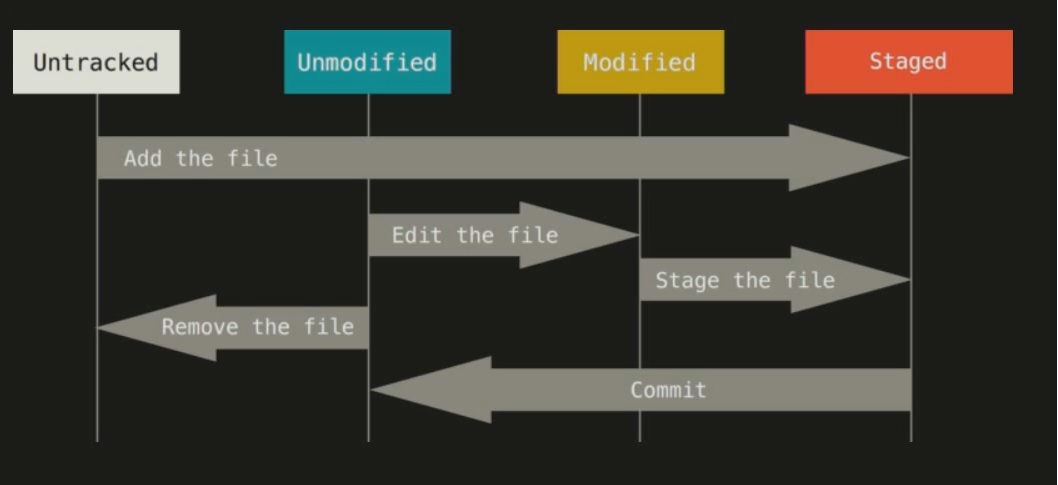 Untracked
Unmodified
Modified
Staged
Add the file
Edit the file
Stage the file
Remove the file
Commit